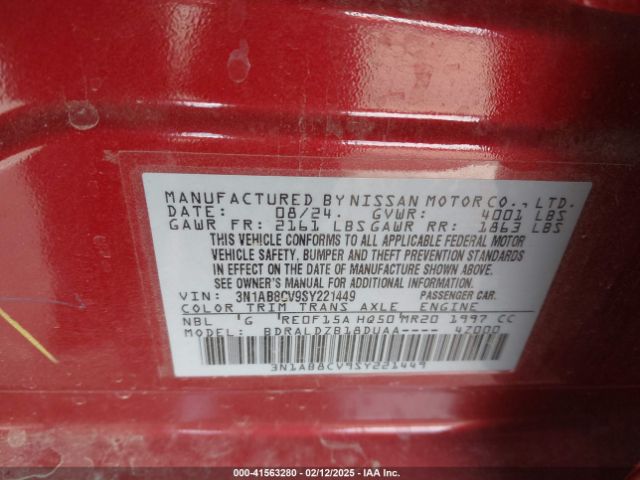 MANUFACTURED BY NISSAN MOTOR CO., LTD.
DATE: 08/24. GVWR: 4001 LBS
GAWR FR: 2161 LBS GAWR RR: 1863 LBS
THIS VEHICLE CONFORMS TO ALL APPLICABLE FEDERAL MOTOR
VEHICLE SAFETY, BUMPER AND THEFT PREVENTION STANDARDS
IN EFFECT ON THE DATE OF MANUFACTURE SHOWN ABOVE.
SEE OWNER'S MANUAL FOR ADDITIONAL INFORMATION.
VIN: 3N1AB8CV9SY221449 PASSENGER CAR.
COLOR TRIM TRANS AXLE ENGINE
NBL G RE0F15A HQ50 MR20 1997 CC
MODEL: BDRALDZB18DUAA---- 4Z000
3N1AB8CV9SY221449
000-41563280 - 02/12/2025 - IAA Inc.